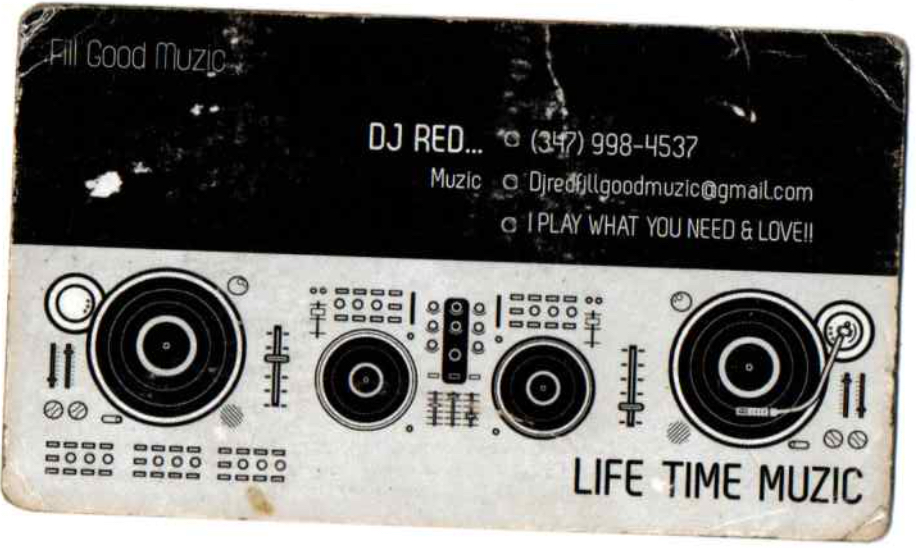 Fill Good Muzic
DJ RED... (347) 998-4537
Muzic Djredfillgoodmuzic@gmail.com
I PLAY WHAT YOU NEED & LOVE!!
LIFE TIME MUZIC